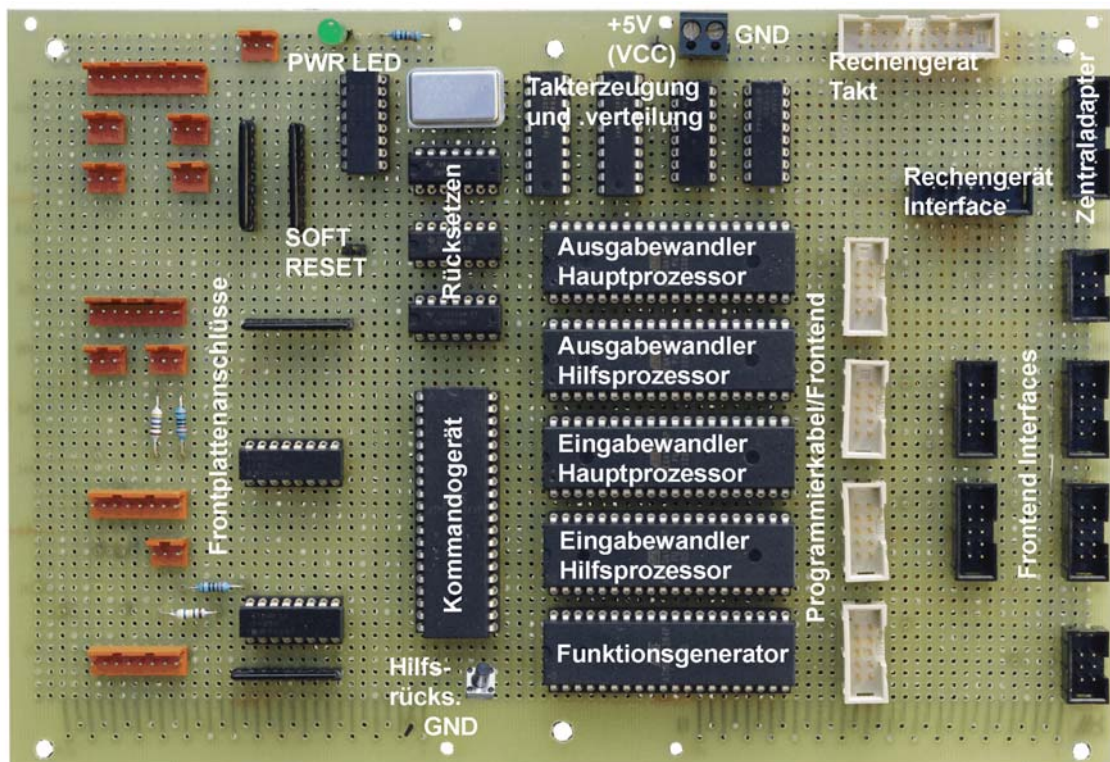 +5V
(VCC)
GND
PWR LED
Rechengerät
Takt
Takterzeugung
und .verteilung
Zentraladapter
Rechengerät
Interface
Rücksetzen
SOFT
RESET
Ausgabewandler
Hauptprozessor
Ausgabewandler
Hilfsprozessor
Eingabewandler
Hauptprozessor
Eingabewandler
Hilfsprozessor
Funktionsgenerator
Frontplattenanschlüsse
Kommandogerät
Programmierkabel/Frontend
Frontend Interfaces
Hilfs-
rücks.
GND